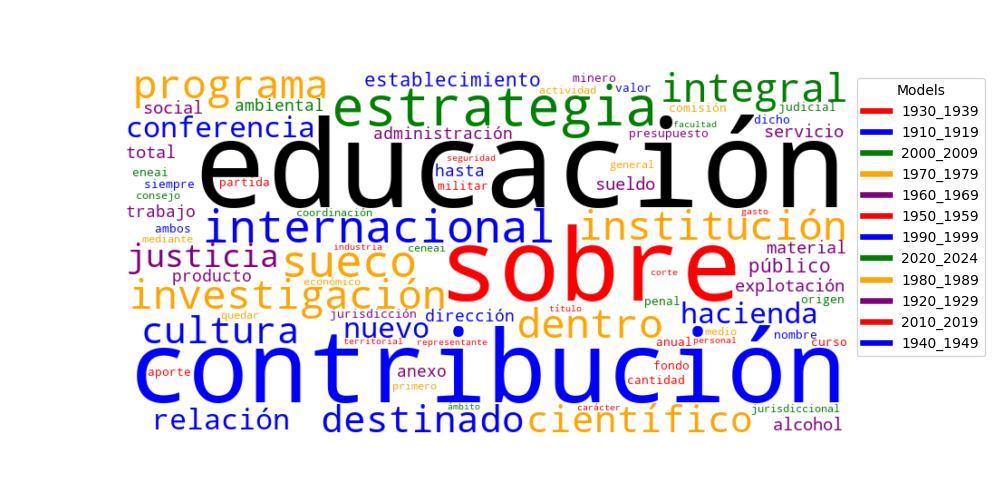 programa establecimiento minero actividad valor integral
social ambiental estrategia comisión judicial
conferencia administración facultad dicho presupuesto servicio
total educación seguridad general
eneai siempre partida hasta militar sueldo
consejo
trabajo coordinación internacional institución gasto
ambos
mediante industria ceneai material
justicia producto sueco sobre corte público
económico explotación
investigación penal origen
quedar jurisdicción dirección título hacienda
cultura nuevo dentro anual medio nombre
territorial representante personal curso
aporte contribución anexo fondo
primero cantidad
relación destinado ámbito científico carácter jurisdiccional
alcohol
Models
1930_1939
1910_1919
2000_2009
1970_1979
1960_1969
1950_1959
1990_1999
2020_2024
1980_1989
1920_1929
2010_2019
1940_1949